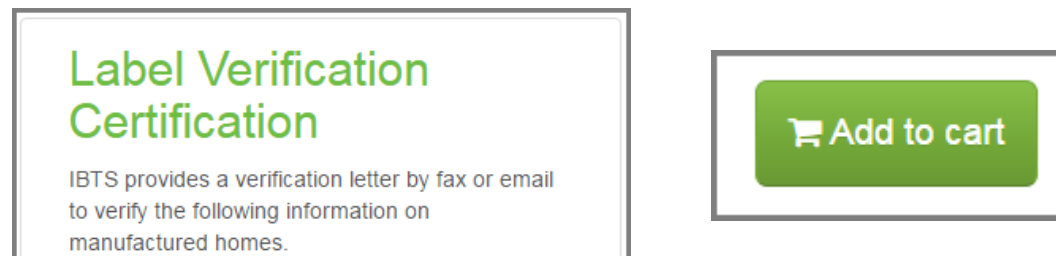 Label Verification
Certification
IBTS provides a verification letter by fax or email
to verify the following information on
manufactured homes.
Add to cart